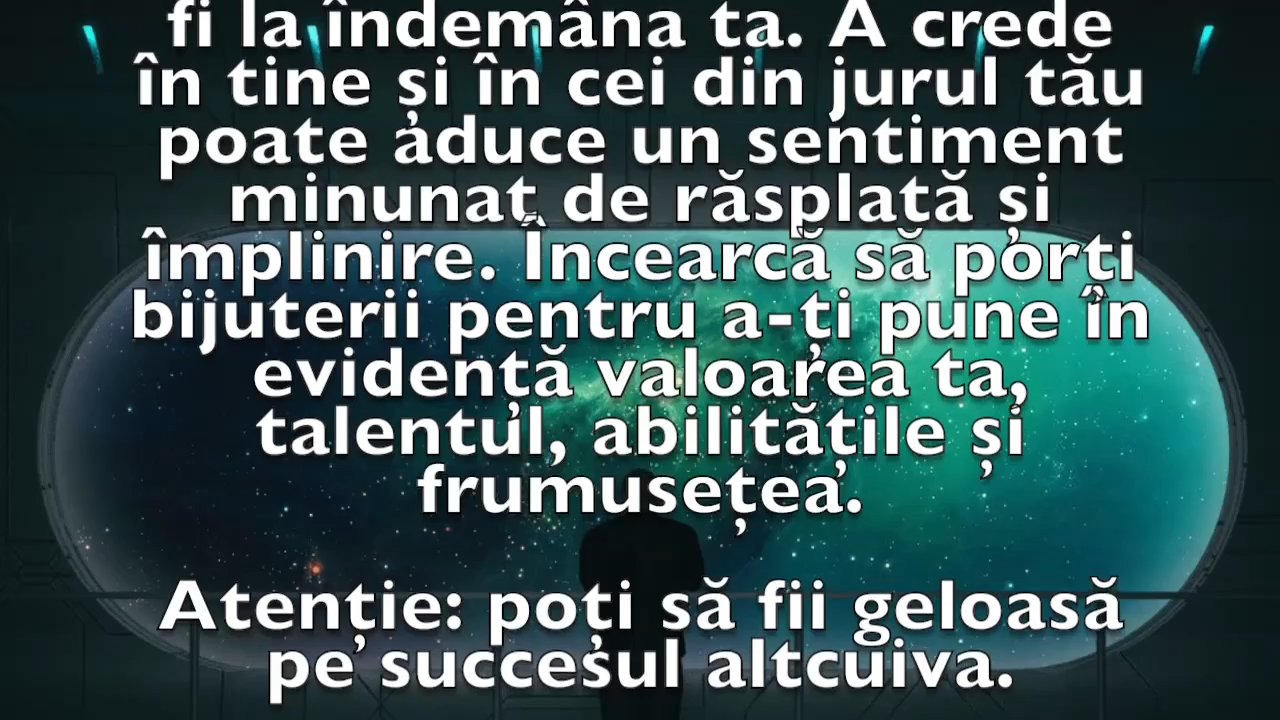 fi la îndemâna ta. A crede
în tine și în cei din jurul tău
poate aduce un sentiment
minunat de răsplată și
împlinire. Încearcă să porți
bijuterii pentru a-ți pune în
evidență valoarea ta,
talentul, abilitățile și
frumusețea.
Atenție: poți să fii geloasă
pe succesul altcuiva.